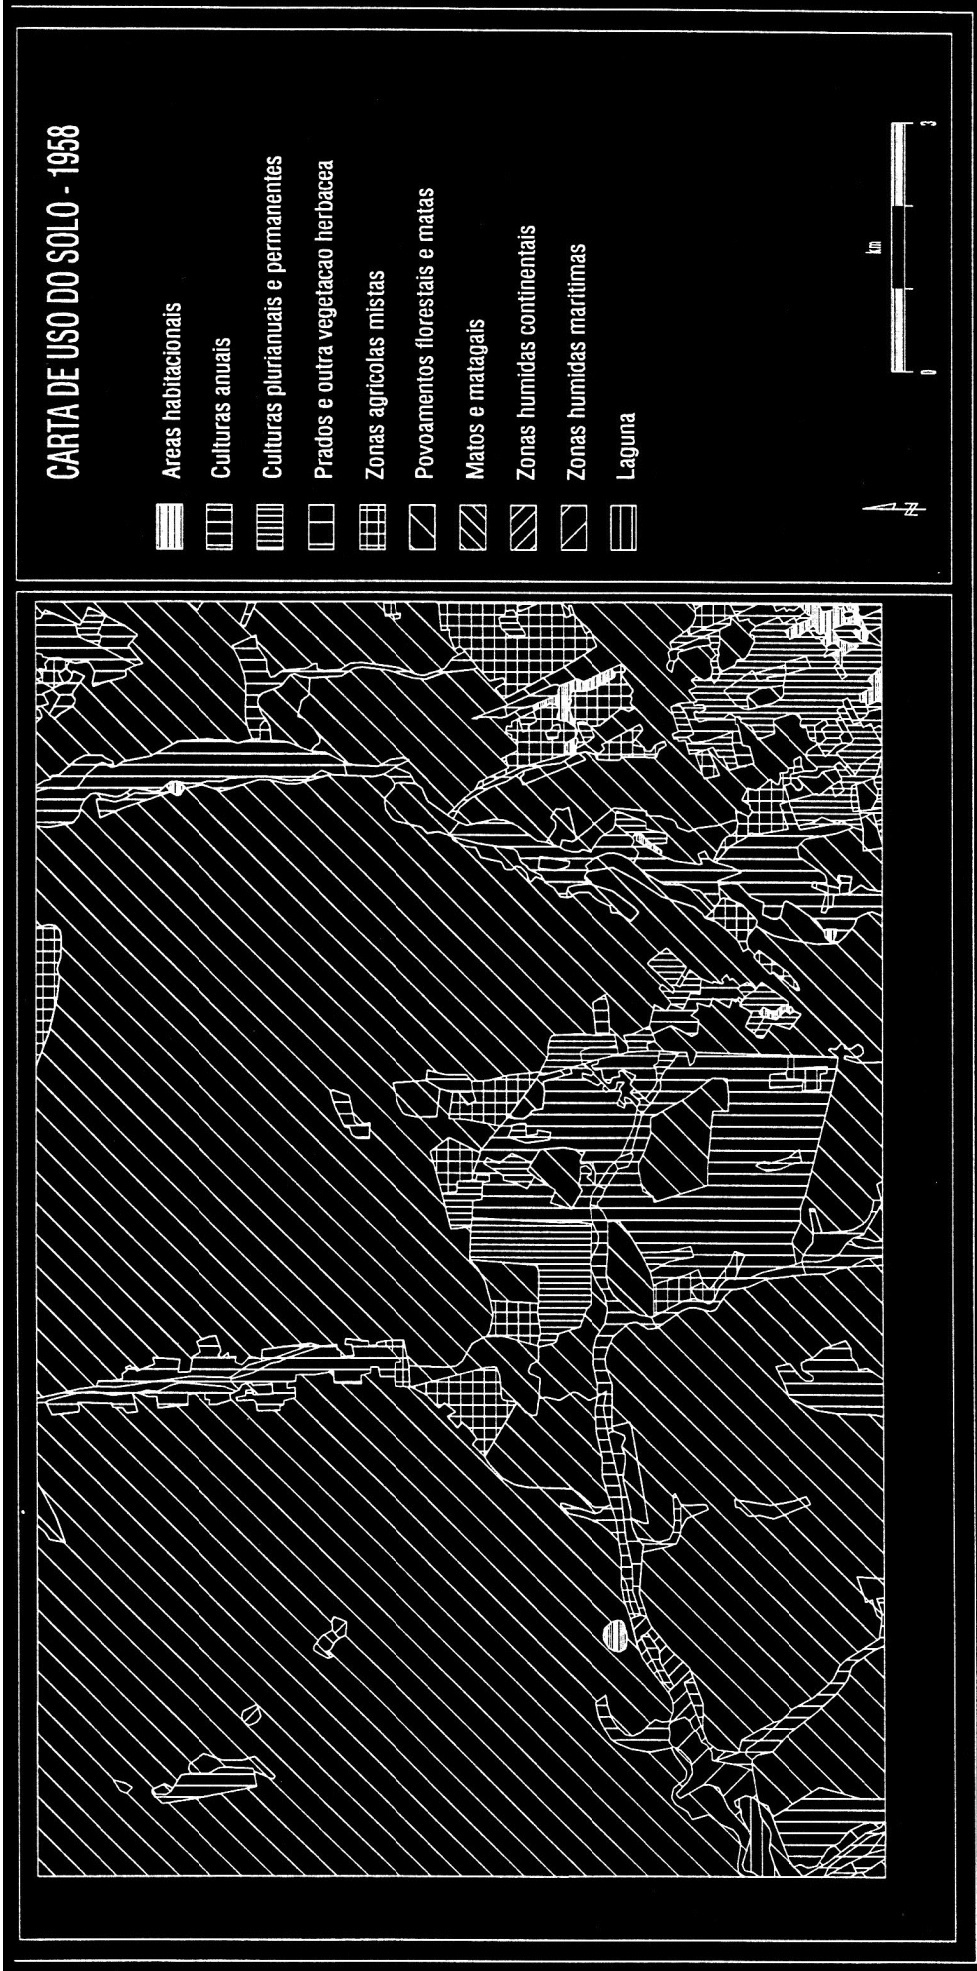 CARTA DE USO DO SOLO - 1958
Areas habitacionais
Culturas anuais
Culturas plurianuais e permanentes
Prados e outra vegetacao herbacea
Zonas agricolas mistas
Povoamentos florestais e matas
Matos e matagais
Zonas humidas continentais
Zonas humidas maritimas
Laguna
N
km
0
3